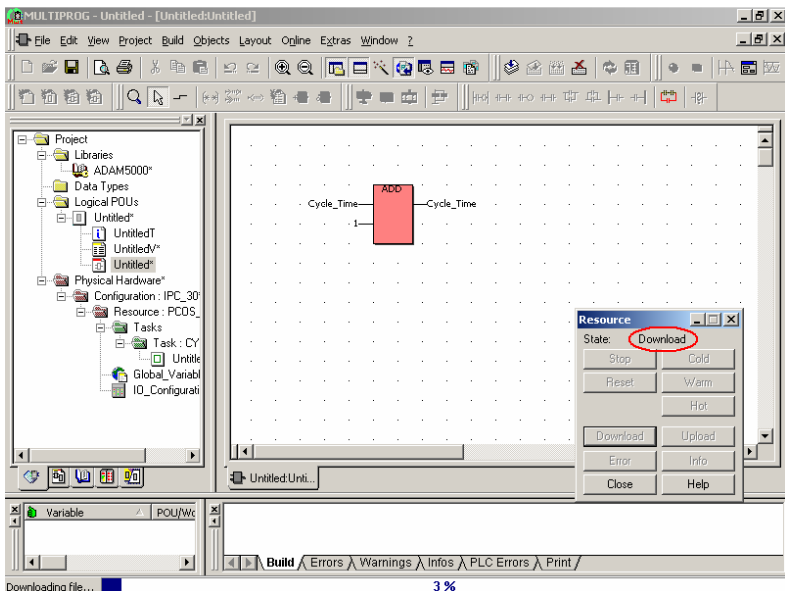 MULTIPROG - Untitled - [Untitled:Untitled]
File Edit View Project Build Objects Layout Online Extras Window ?
Project
Libraries
ADAM5000*
Data Types
Logical POUs
Untitled*
UntitledT
UntitledV*
Untitled*
Physical Hardware*
Configuration : IPC_30
Resource : PCOS_
Tasks
Task : CY
Untitle
Global_Variabl
IO_Configurati
ADD
Cycle_Time
Cycle_Time
1
Untitled:Unti...
Resource
State: Download
Stop Cold
Reset Warm
Hot
Download Upload
Error Info
Close Help
Variable POU/Wo
Build Errors Warnings Infos PLC Errors Print
Downloading file... 3 %